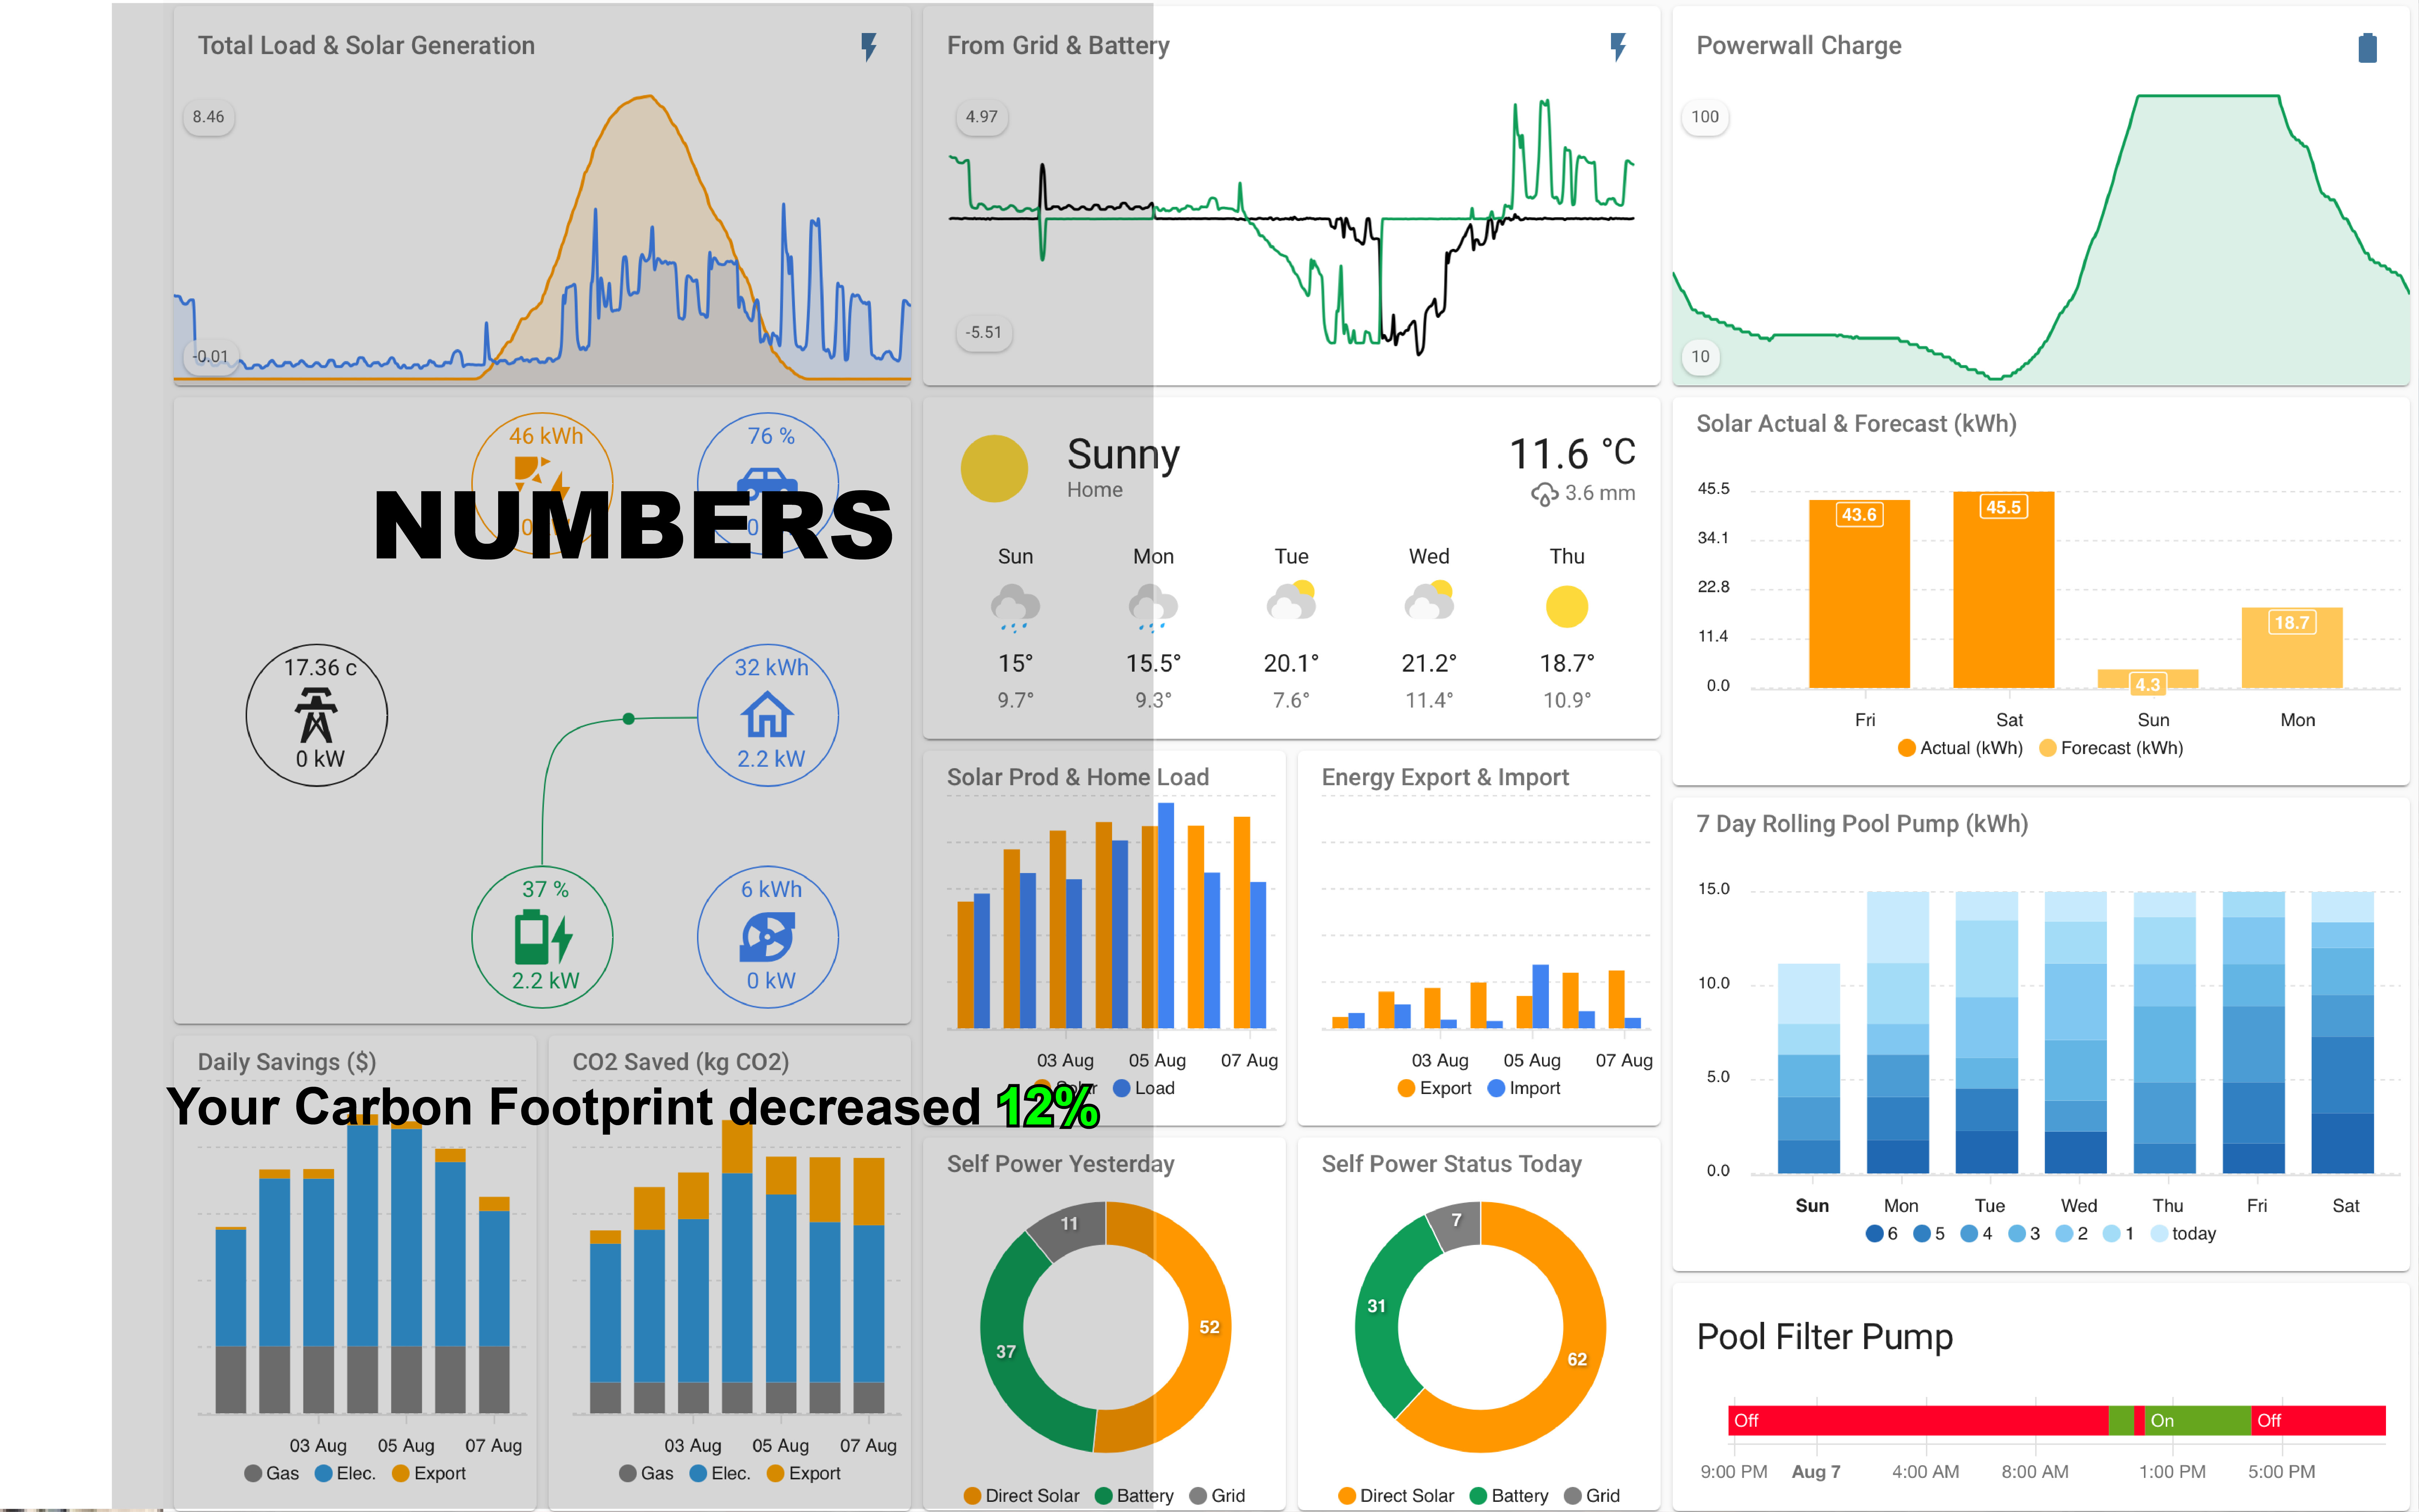 Total Load & Solar Generation
8.46
-0.01
From Grid & Battery
4.97
-5.51
Powerwall Charge
100
10
46 kWh
76 %
0
0
NUMBERS
17.36 c
0 kW
32 kWh
2.2 kW
37 %
2.2 kW
6 kWh
0 kW
Sunny
Home
11.6 °C
3.6 mm
Sun Mon Tue Wed Thu
15° 15.5° 20.1° 21.2° 18.7°
9.7° 9.3° 7.6° 11.4° 10.9°
Solar Actual & Forecast (kWh)
45.5
34.1
22.8
11.4
0.0
43.6 45.5 4.3 18.7
Fri Sat Sun Mon
Actual (kWh) Forecast (kWh)
Solar Prod & Home Load
03 Aug 05 Aug 07 Aug
Solar Load
Energy Export & Import
03 Aug 05 Aug 07 Aug
Export Import
7 Day Rolling Pool Pump (kWh)
15.0
10.0
5.0
0.0
Sun Mon Tue Wed Thu Fri Sat
6 5 4 3 2 1 today
Daily Savings ($)
03 Aug 05 Aug 07 Aug
Gas Elec. Export
CO2 Saved (kg CO2)
03 Aug 05 Aug 07 Aug
Gas Elec. Export
Your Carbon Footprint decreased 12%
Self Power Yesterday
11
52
37
Direct Solar Battery Grid
Self Power Status Today
7
31
62
Direct Solar Battery Grid
Pool Filter Pump
Off On Off
9:00 PM Aug 7 4:00 AM 8:00 AM 1:00 PM 5:00 PM